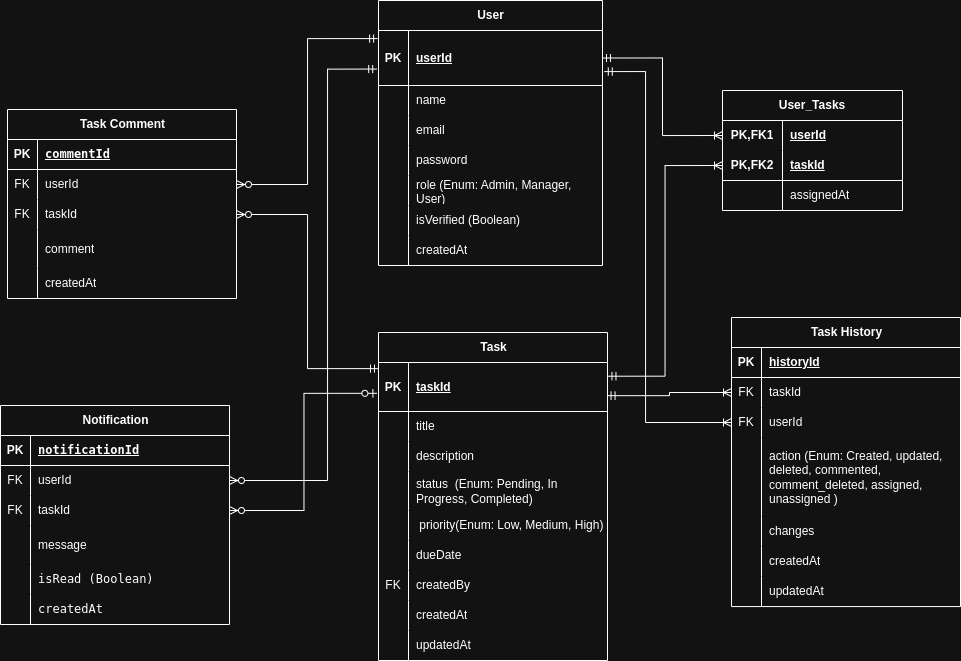 User
PK userId
name
email
password
role (Enum: Admin, Manager,
User)
isVerified (Boolean)
createdAt
User_Tasks
PK,FK1 userId
PK,FK2 taskId
assignedAt
Task Comment
PK commentId
FK userId
FK taskId
comment
createdAt
Task
PK taskId
title
description
status (Enum: Pending, In
Progress, Completed)
priority(Enum: Low, Medium, High)
dueDate
FK createdBy
createdAt
updatedAt
Task History
PK historyId
FK taskId
FK userId
action (Enum: Created, updated,
deleted, commented,
comment_deleted, assigned,
unassigned )
changes
createdAt
updatedAt
Notification
PK notificationId
FK userId
FK taskId
message
isRead (Boolean)
createdAt